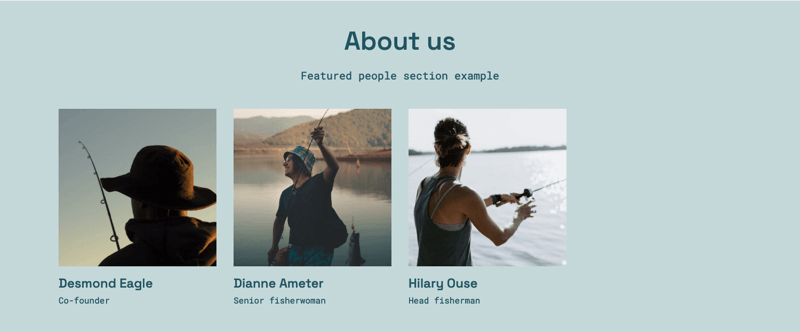 About us
Featured people section example
Desmond Eagle
Co-founder
Dianne Ameter
Senior fisherwoman
Hilary Ouse
Head fisherman